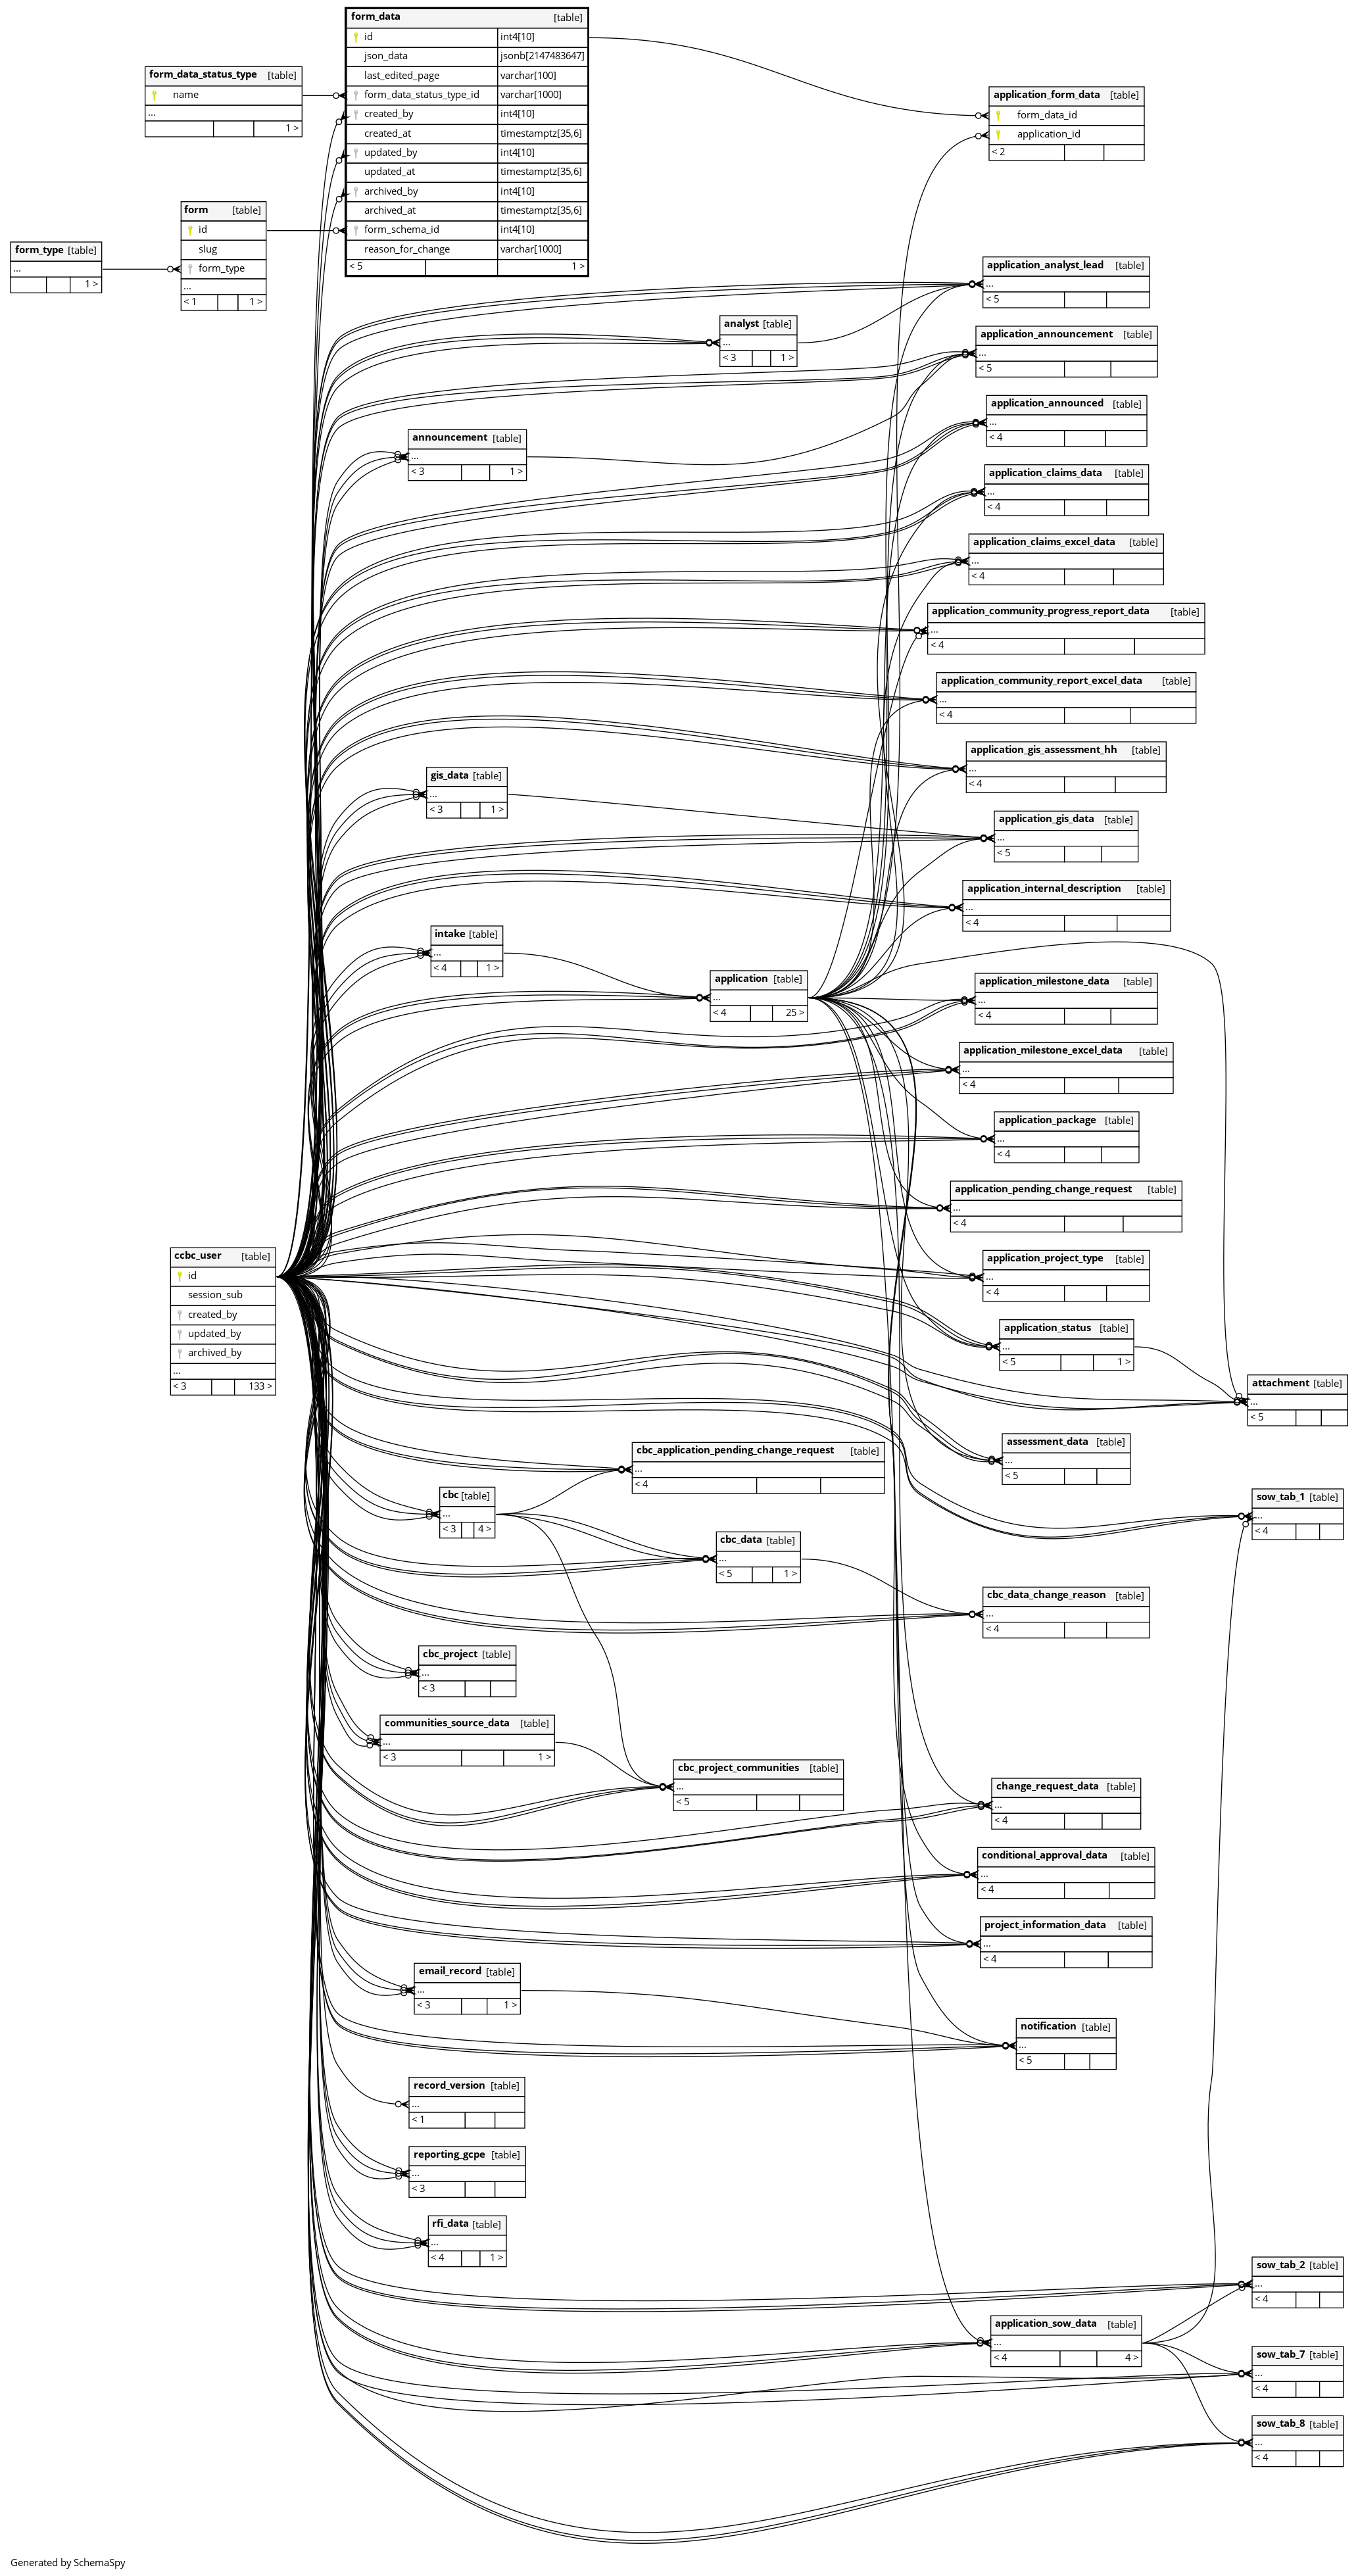 form_data [table]
id int4[10]
json_data jsonb[2147483647]
last_edited_page varchar[100]
form_data_status_type_id varchar[1000]
created_by int4[10]
created_at timestamptz[35,6]
updated_by int4[10]
updated_at timestamptz[35,6]
archived_by int4[10]
archived_at timestamptz[35,6]
form_schema_id int4[10]
reason_for_change varchar[1000]
< 5 1 >
form_data_status_type [table]
name
...
1 >
application_form_data [table]
form_data_id
application_id
< 2
form [table]
id
slug
form_type
...
< 1 1 >
form_type [table]
...
1 >
application_analyst_lead [table]
...
< 5
analyst [table]
...
< 3 1 >
application_announcement [table]
...
< 5
application_announced [table]
...
< 4
announcement [table]
...
< 3 1 >
application_claims_data [table]
...
< 4
application_claims_excel_data [table]
...
< 4
application_community_progress_report_data [table]
...
< 4
application_community_report_excel_data [table]
...
< 4
application_gis_assessment_hh [table]
...
< 4
gis_data [table]
...
< 3 1 >
application_gis_data [table]
...
< 5
application_internal_description [table]
...
< 4
intake [table]
...
< 4 1 >
application [table]
...
< 4 25 >
application_milestone_data [table]
...
< 4
application_milestone_excel_data [table]
...
< 4
application_package [table]
...
< 4
application_pending_change_request [table]
...
< 4
ccbc_user [table]
id
session_sub
created_by
updated_by
archived_by
...
< 3 133 >
application_project_type [table]
...
< 4
application_status [table]
...
< 5 1 >
attachment [table]
...
< 5
assessment_data [table]
...
< 5
cbc_application_pending_change_request [table]
...
< 4
cbc [table]
...
< 3 4 >
sow_tab_1 [table]
...
< 4
cbc_data [table]
...
< 5 1 >
cbc_data_change_reason [table]
...
< 4
cbc_project [table]
...
< 3
communities_source_data [table]
...
< 3 1 >
cbc_project_communities [table]
...
< 5
change_request_data [table]
...
< 4
conditional_approval_data [table]
...
< 4
project_information_data [table]
...
< 4
email_record [table]
...
< 3 1 >
notification [table]
...
< 5
record_version [table]
...
< 1
reporting_gcpe [table]
...
< 3
rfi_data [table]
...
< 4 1 >
sow_tab_2 [table]
...
< 4
application_sow_data [table]
...
< 4 4 >
sow_tab_7 [table]
...
< 4
sow_tab_8 [table]
...
< 4
Generated by SchemaSpy